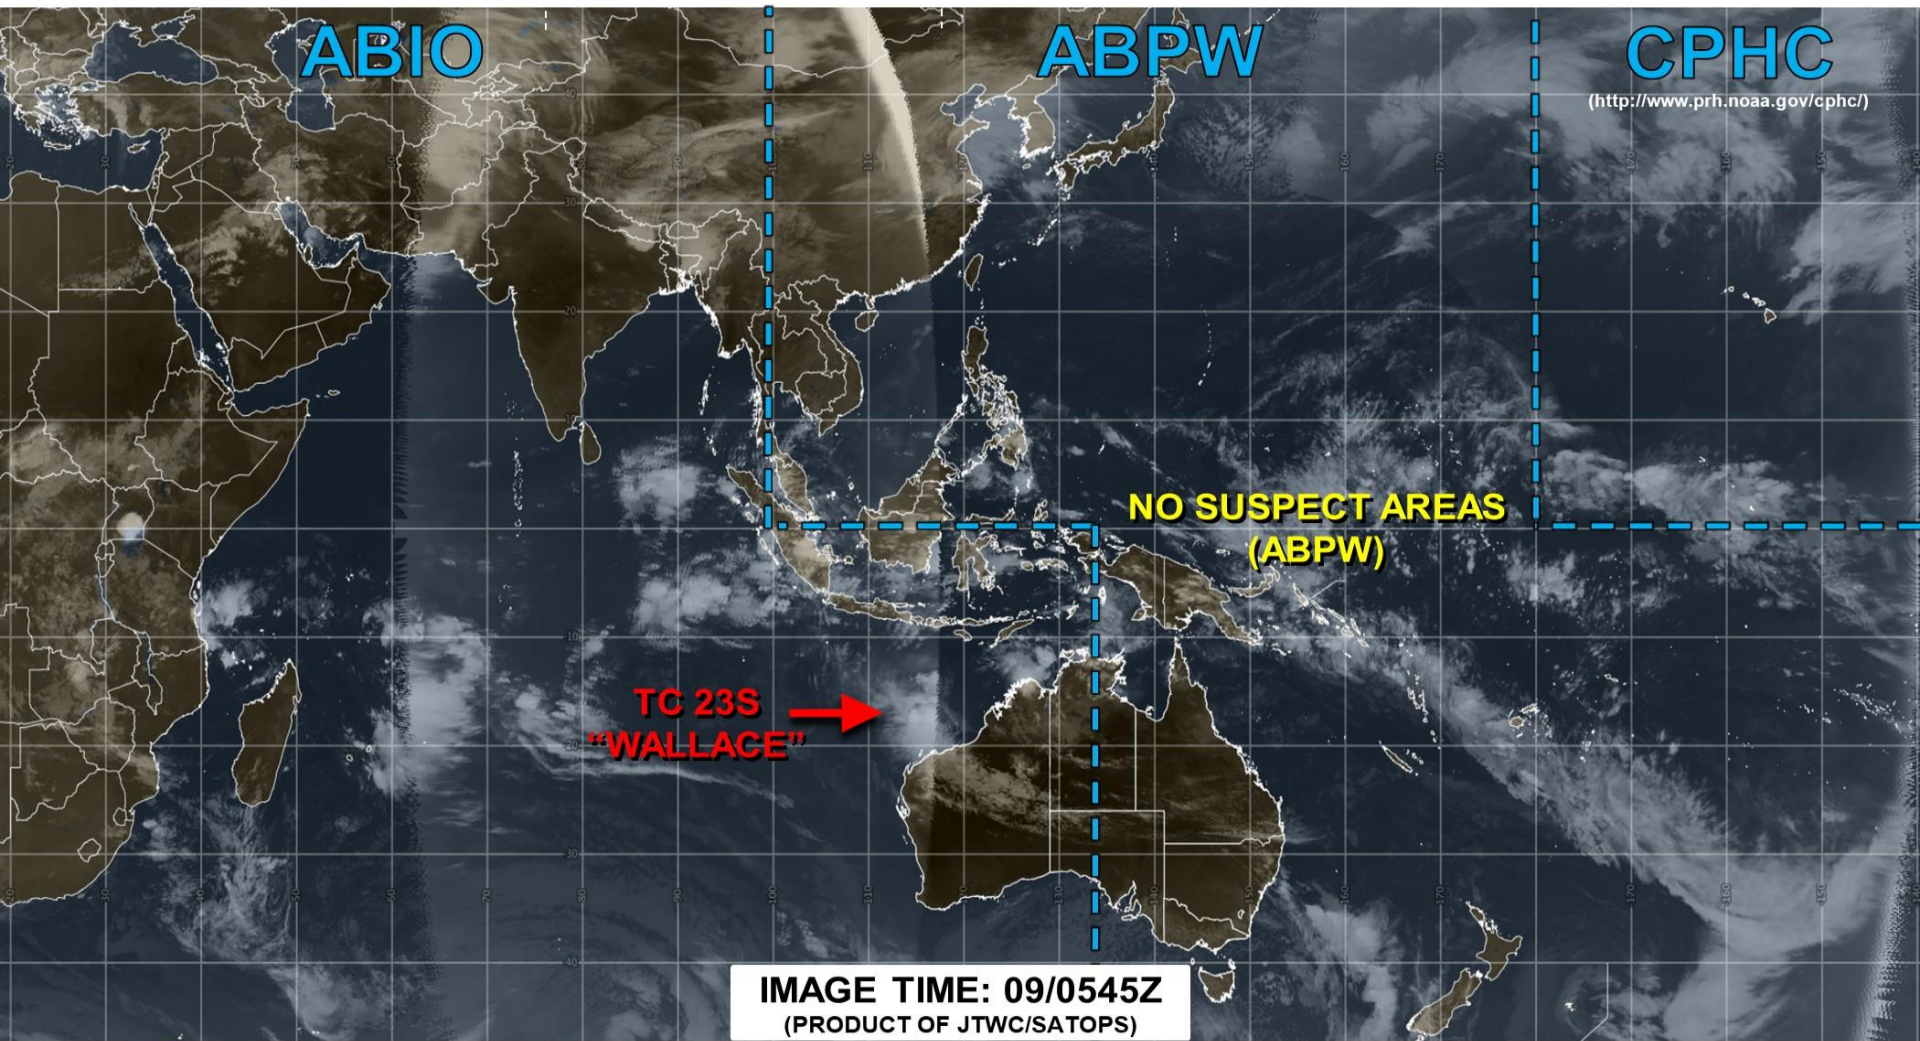 ABIO
ABPW
CPHC
(http://www.prh.noaa.gov/cphc/)
NO SUSPECT AREAS
(ABPW)
TC 23S
“WALLACE”
IMAGE TIME: 09/0545Z
(PRODUCT OF JTWC/SATOPS)